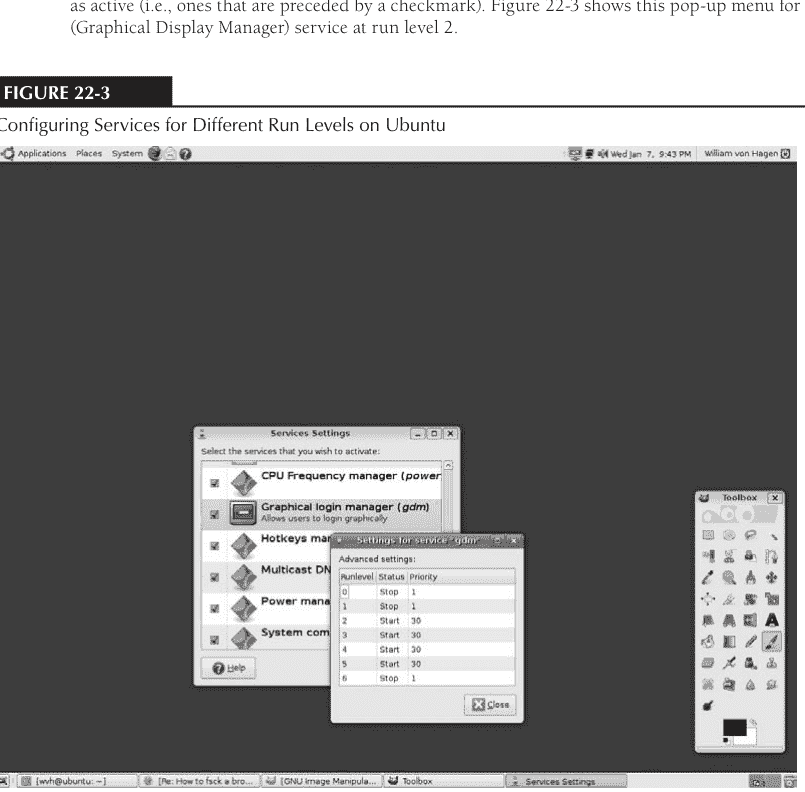 as active (i.e., ones that are preceded by a checkmark). Figure 22-3 shows this pop-up menu for
(Graphical Display Manager) service at run level 2.
FIGURE 22-3
Configuring Services for Different Run Levels on Ubuntu
Applications Places System Wed Jan 7, 9:43 PM William von Hagen
Services Settings
Select the services that you wish to activate:
CPU Frequency manager (power
Graphical login manager (gdm)
Allows users to login graphically
Hotkeys mar
Multicast DN
Power mana
System com
Help
Settings for service "gdm"
Advanced settings:
Runlevel Status Priority
0 Stop 1
1 Stop 1
2 Start 30
3 Start 30
4 Start 30
5 Start 30
6 Stop 1
Close
Toolbox
[wvh@ubuntu: ~] [Re: How to fsck a bro... [GNU Image Manipula... Toolbox Services Settings